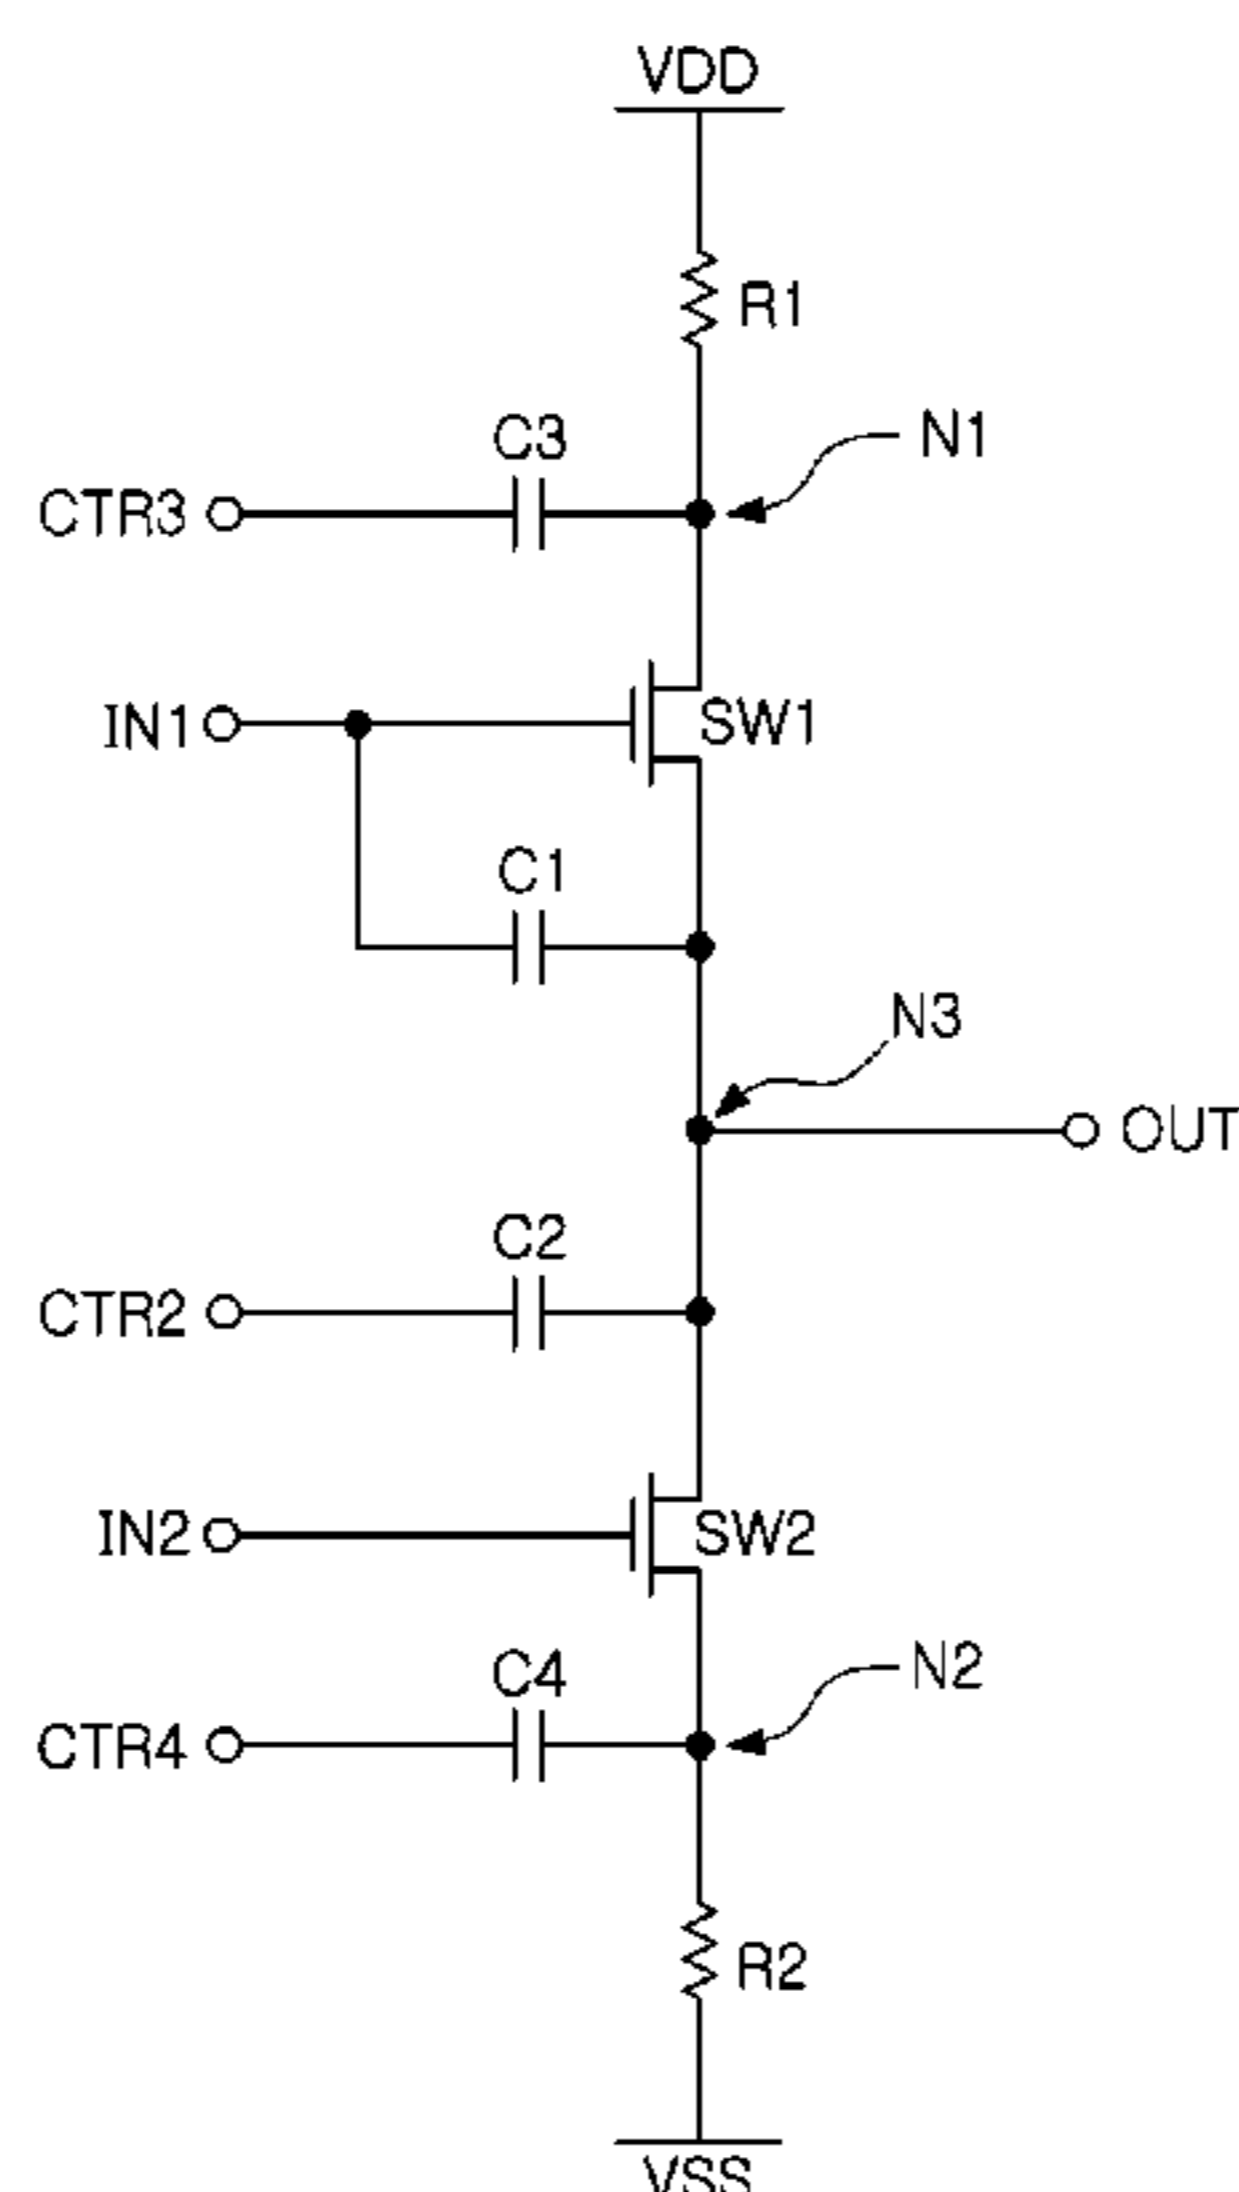 VDD
R1
C3
N1
CTR3
IN1
SW1
C1
N3
OUT
C2
CTR2
IN2
SW2
C4
N2
CTR4
R2
VSS